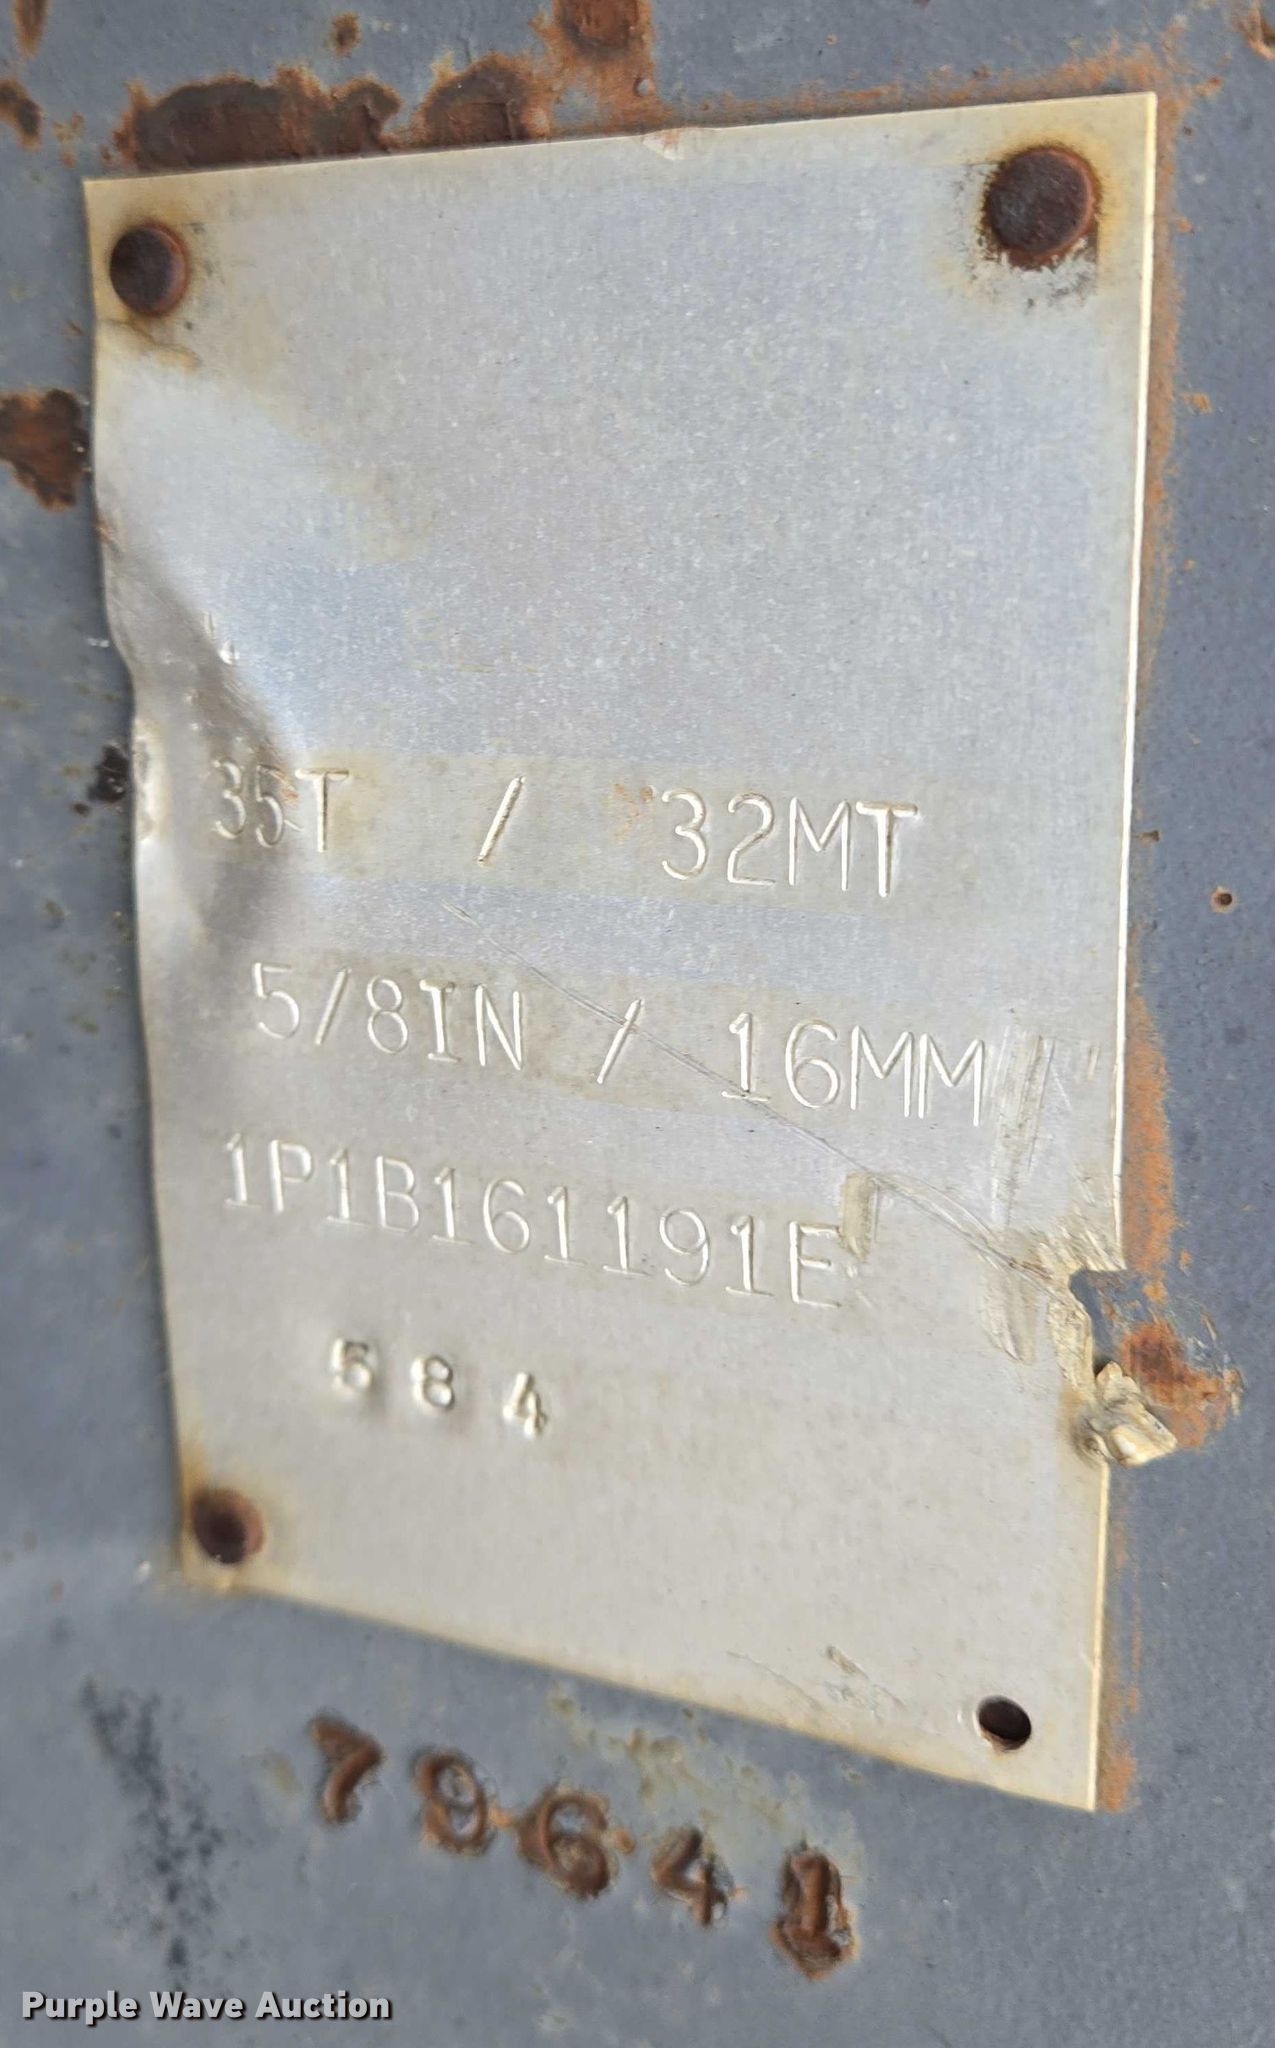 35T / 32MT
5/8IN / 16MM
1P1B161191E
584
79641
Purple Wave Auction